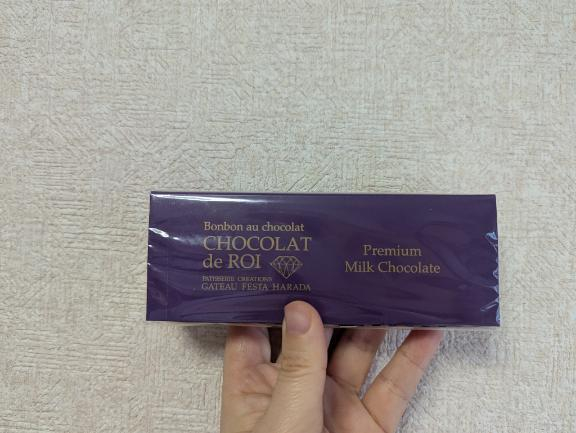 Bonbon au chocolat
CHOCOLAT
de ROI
PATISSERIE CREATIONS
GATEAU FESTA HARADA
Premium
Milk Chocolate